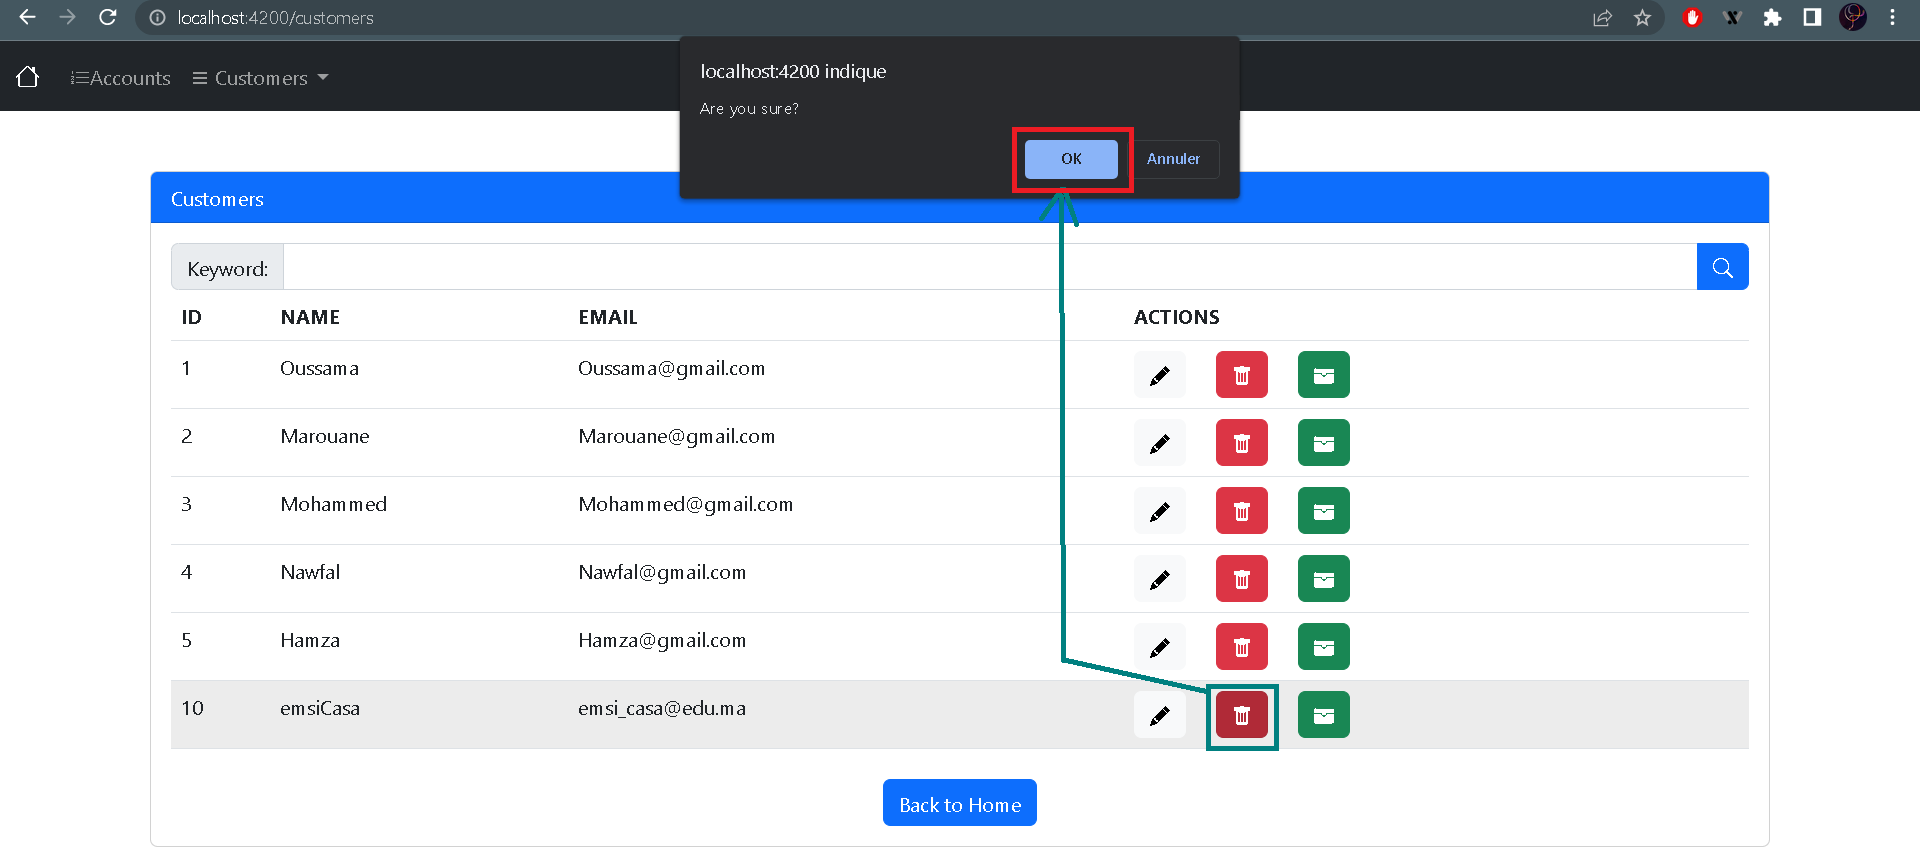 localhost:4200/customers
Accounts Customers
localhost:4200 indique
Are you sure?
OK Annuler
Customers
Keyword:
ID NAME EMAIL ACTIONS
1 Oussama Oussama@gmail.com
2 Marouane Marouane@gmail.com
3 Mohammed Mohammed@gmail.com
4 Nawfal Nawfal@gmail.com
5 Hamza Hamza@gmail.com
10 emsiCasa emsi_casa@edu.ma
Back to Home